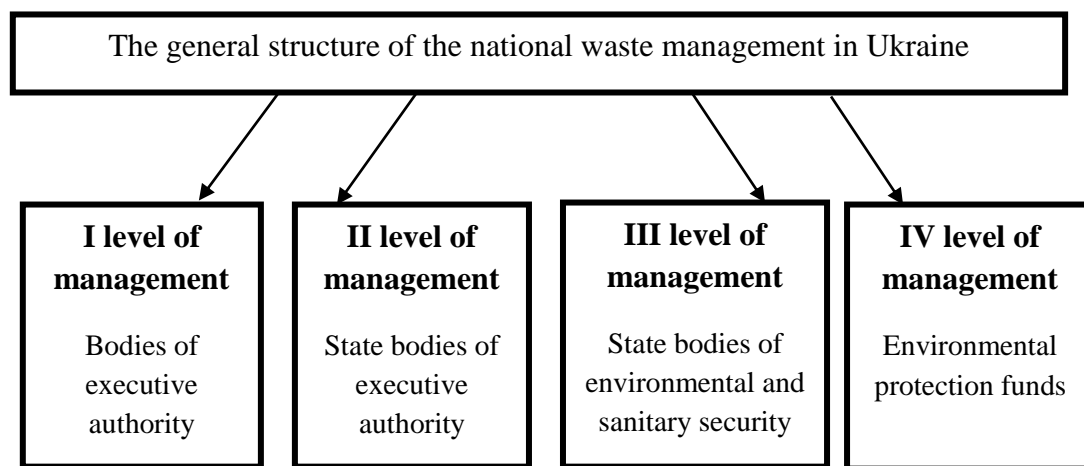 The general structure of the national waste management in Ukraine
I level of
management
Bodies of
executive
authority
II level of
management
State bodies of
executive
authority
III level of
management
State bodies of
environmental and
sanitary security
IV level of
management
Environmental
protection funds